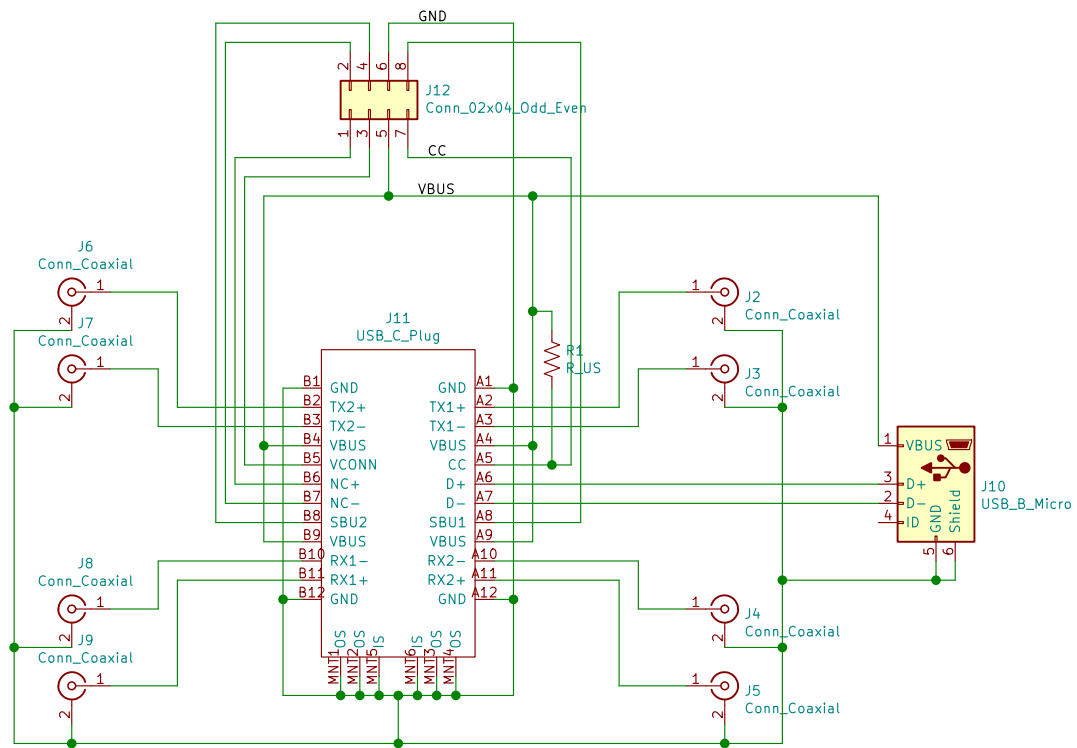 GND
2 4 6 8
J12
Conn_02x04_Odd_Even
1 3 5 7
CC
VBUS
J6
Conn_Coaxial
1
2
J7
Conn_Coaxial
1
2
J11
USB_C_Plug
1
J2
Conn_Coaxial
2
R1
R_US
1
J3
Conn_Coaxial
2
B1 GND GND A1
B2 TX2+ TX1+ A2
B3 TX2- TX1- A3
B4 VBUS VBUS A4
B5 VCONN CC A5
B6 NC+ D+ A6
B7 NC- D- A7
B8 SBU2 SBU1 A8
B9 VBUS VBUS A9
B10 RX1- RX2- A10
B11 RX1+ RX2+ A11
B12 GND GND A12
OS OS IS IS OS OS
MNT1 MNT2 MNT5 MNT6 MNT3 MNT4
1 VBUS
3 D+
2 D-
4 ID
GND Shield
5 6
J10
USB_B_Micro
J8
Conn_Coaxial
1
2
J9
Conn_Coaxial
1
2
1
J4
Conn_Coaxial
2
1
J5
Conn_Coaxial
2